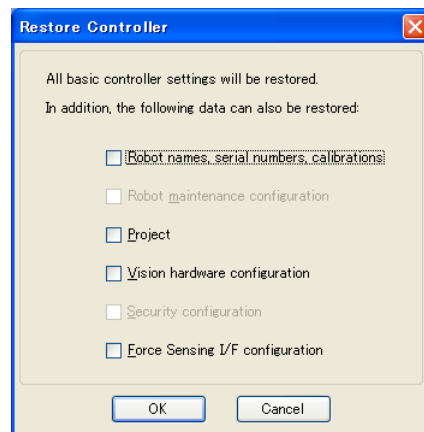 Restore Controller
All basic controller settings will be restored.
In addition, the following data can also be restored:
Robot names, serial numbers, calibrations
Robot maintenance configuration
Project
Vision hardware configuration
Security configuration
Force Sensing I/F configuration
OK Cancel